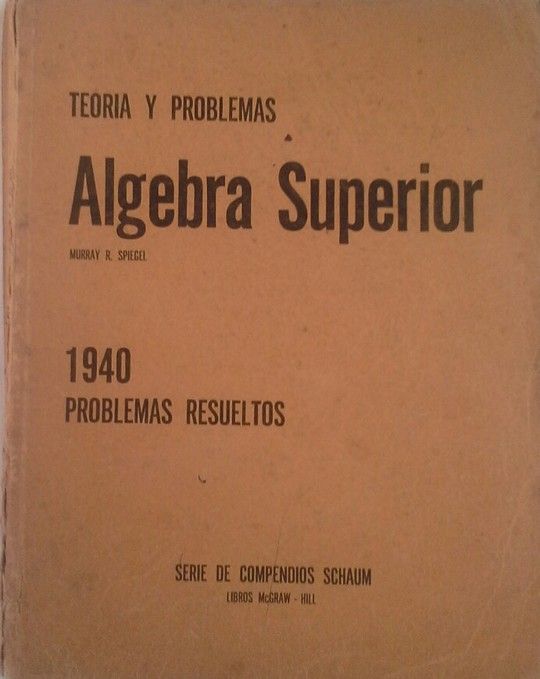 TEORIA Y PROBLEMAS
Algebra Superior
MURRAY R. SPIEGEL
1940
PROBLEMAS RESUELTOS
SERIE DE COMPENDIOS SCHAUM
LIBROS McGRAW - HILL